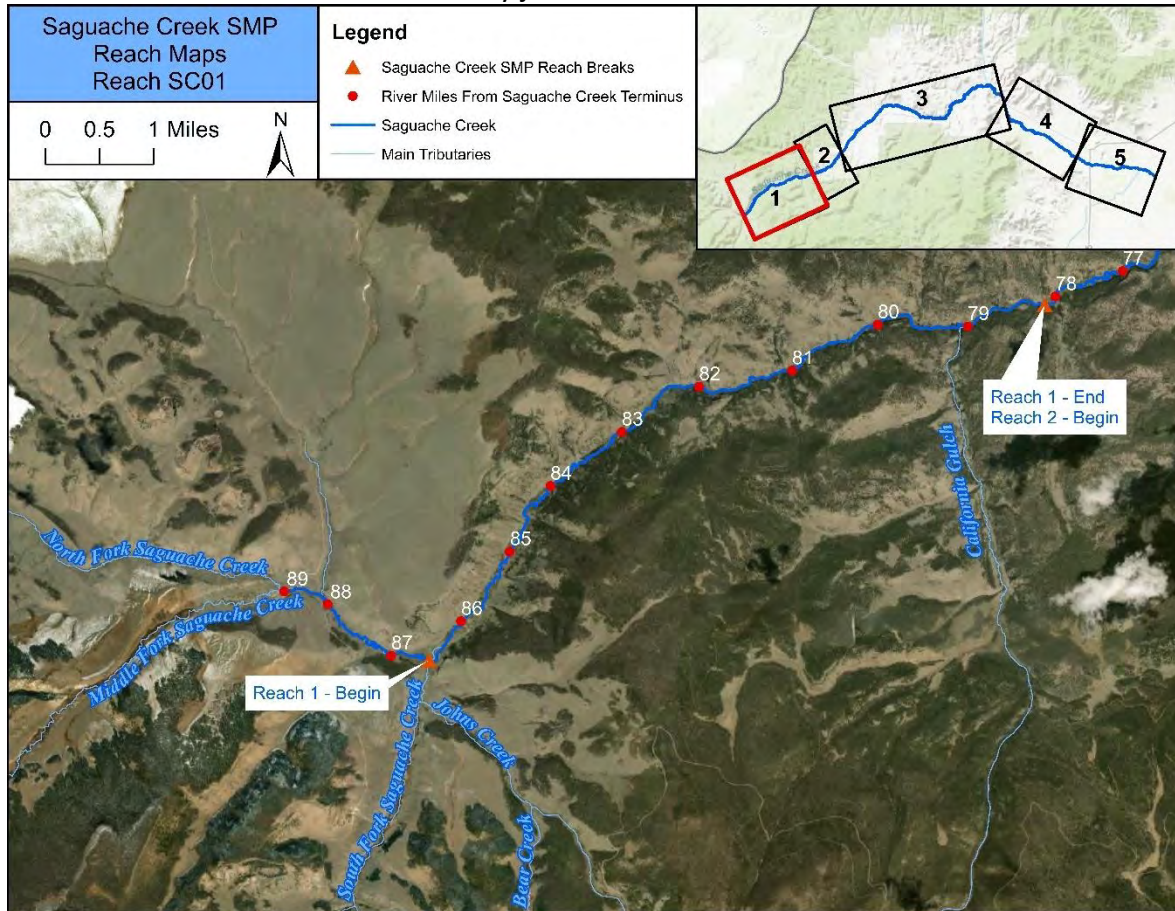 Saguache Creek SMP
Reach Maps
Reach SC01
0 0.5 1 Miles
N
Legend
Saguache Creek SMP Reach Breaks
River Miles From Saguache Creek Terminus
Saguache Creek
Main Tributaries
1
2
3
4
5
77
78
79
80
81
82
83
84
85
86
87
88
89
Reach 1 - End
Reach 2 - Begin
California Gulch
North Fork Saguache Creek
Middle Fork Saguache Creek
Reach 1 - Begin
Johns Creek
South Fork Saguache Creek
Bear Creek